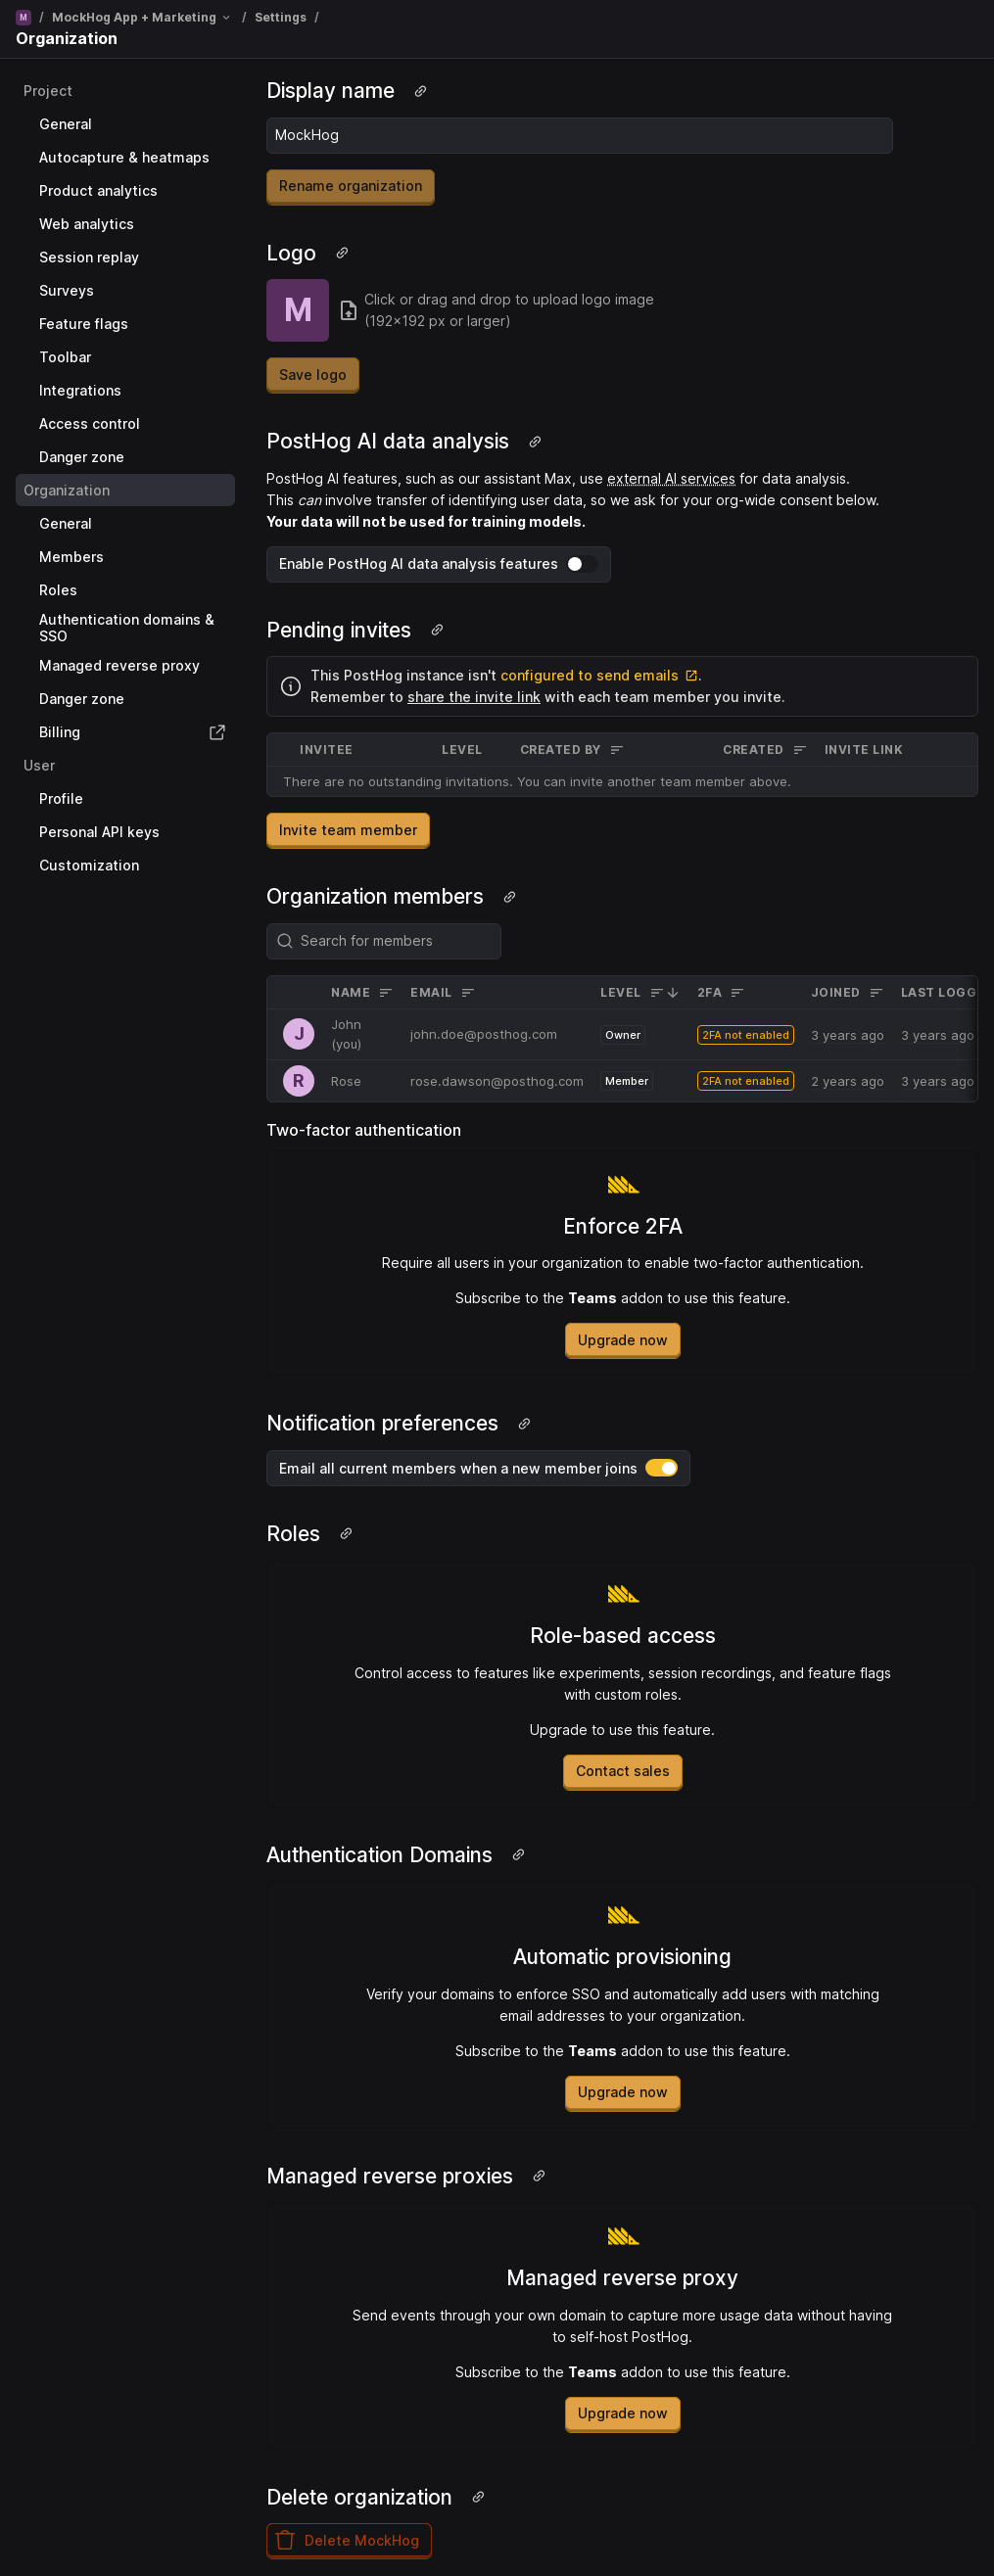 M / MockHog App + Marketing / Settings /
Organization
Project
General
Autocapture & heatmaps
Product analytics
Web analytics
Session replay
Surveys
Feature flags
Toolbar
Integrations
Access control
Danger zone
Organization
General
Members
Roles
Authentication domains &
SSO
Managed reverse proxy
Danger zone
Billing
User
Profile
Personal API keys
Customization
Display name
MockHog
Rename organization
Logo
M
Click or drag and drop to upload logo image
(192×192 px or larger)
Save logo
PostHog AI data analysis
PostHog AI features, such as our assistant Max, use external AI services for data analysis.
This can involve transfer of identifying user data, so we ask for your org-wide consent below.
Your data will not be used for training models.
Enable PostHog AI data analysis features
Pending invites
This PostHog instance isn't configured to send emails .
Remember to share the invite link with each team member you invite.
INVITEE LEVEL CREATED BY CREATED INVITE LINK
There are no outstanding invitations. You can invite another team member above.
Invite team member
Organization members
Search for members
NAME EMAIL LEVEL 2FA JOINED LAST LOGG
J John (you) john.doe@posthog.com Owner 2FA not enabled 3 years ago 3 years ago
R Rose rose.dawson@posthog.com Member 2FA not enabled 2 years ago 3 years ago
Two-factor authentication
Enforce 2FA
Require all users in your organization to enable two-factor authentication.
Subscribe to the Teams addon to use this feature.
Upgrade now
Notification preferences
Email all current members when a new member joins
Roles
Role-based access
Control access to features like experiments, session recordings, and feature flags
with custom roles.
Upgrade to use this feature.
Contact sales
Authentication Domains
Automatic provisioning
Verify your domains to enforce SSO and automatically add users with matching
email addresses to your organization.
Subscribe to the Teams addon to use this feature.
Upgrade now
Managed reverse proxies
Managed reverse proxy
Send events through your own domain to capture more usage data without having
to self-host PostHog.
Subscribe to the Teams addon to use this feature.
Upgrade now
Delete organization
Delete MockHog